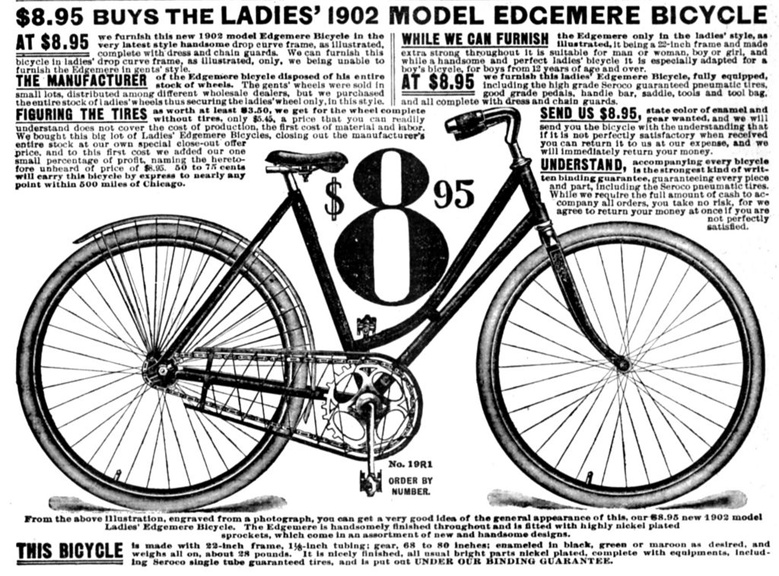 $8.95 BUYS THE LADIES' 1902 MODEL EDGEMERE BICYCLE
AT $8.95 we furnish this new 1902 model Edgemere Bicycle in the
very latest style handsome drop curve frame, as illustrated,
complete with dress and chain guards. We can furnish this
bicycle in ladies' drop curve frame, as illustrated, only, we being unable to
furnish the Edgemere in gents' style.
THE MANUFACTURER of the Edgemere bicycle disposed of his entire
stock of wheels. The gents' wheels were sold in
small lots, distributed among different wholesale dealers, but we purchased
the entire stock of ladies' wheels thus securing the ladies' wheel only, in this style.
FIGURING THE TIRES as worth at least $3.50, we get for the wheel complete
without tires, only $5.45, a price that you can readily
understand does not cover the cost of production, the first cost of material and labor.
We bought this big lot of Ladies' Edgemere Bicycles, closing out the manufacturer's
entire stock at our own special close-out offer
price, and to this first cost we added our one
small percentage of profit, naming the hereto-
fore unheard of price of $8.95. 50 to 75 cents
will carry this bicycle by express to nearly any
point within 500 miles of Chicago.
WHILE WE CAN FURNISH the Edgemere only in the ladies' style, as
illustrated, it being a 22-inch frame and made
extra strong throughout it is suitable for man or woman, boy or girl, and
while a handsome and perfect ladies' bicycle it is especially adapted for a
boy's bicycle, for boys from 12 years of age and over.
AT $8.95 we furnish this ladies' Edgemere Bicycle, fully equipped,
including the high grade Seroco guaranteed pneumatic tires,
good grade pedals, handle bar, saddle, tools and tool bag,
and all complete with dress and chain guards.
SEND US $8.95, state color of enamel and
gear wanted, and we will
send you the bicycle with the understanding that
if it is not perfectly satisfactory when received
you can return it to us at our expense, and we
will immediately return your money.
UNDERSTAND, accompanying every bicycle
is the strongest kind of writ-
ten binding guarantee, guaranteeing every piece
and part, including the Seroco pneumatic tires.
While we require the full amount of cash to ac-
company all orders, you take no risk, for we
agree to return your money at once if you are
not perfectly
satisfied.
$8.95
No. 19R1
ORDER BY
NUMBER.
From the above illustration, engraved from a photograph, you can get a very good idea of the general appearance of this, our $8.95 new 1902 model
Ladies' Edgemere Bicycle. The Edgemere is handsomely finished throughout and is fitted with highly nickel plated
sprockets, which come in an assortment of new and handsome designs.
THIS BICYCLE is made with 22-inch frame, 1⅛-inch tubing; gear, 68 to 80 inches; enameled in black, green or maroon as desired, and
weighs all on, about 28 pounds. It is nicely finished, all usual bright parts nickel plated, complete with equipments, includ-
ing Seroco single tube guaranteed tires, and is put out UNDER OUR BINDING GUARANTEE.